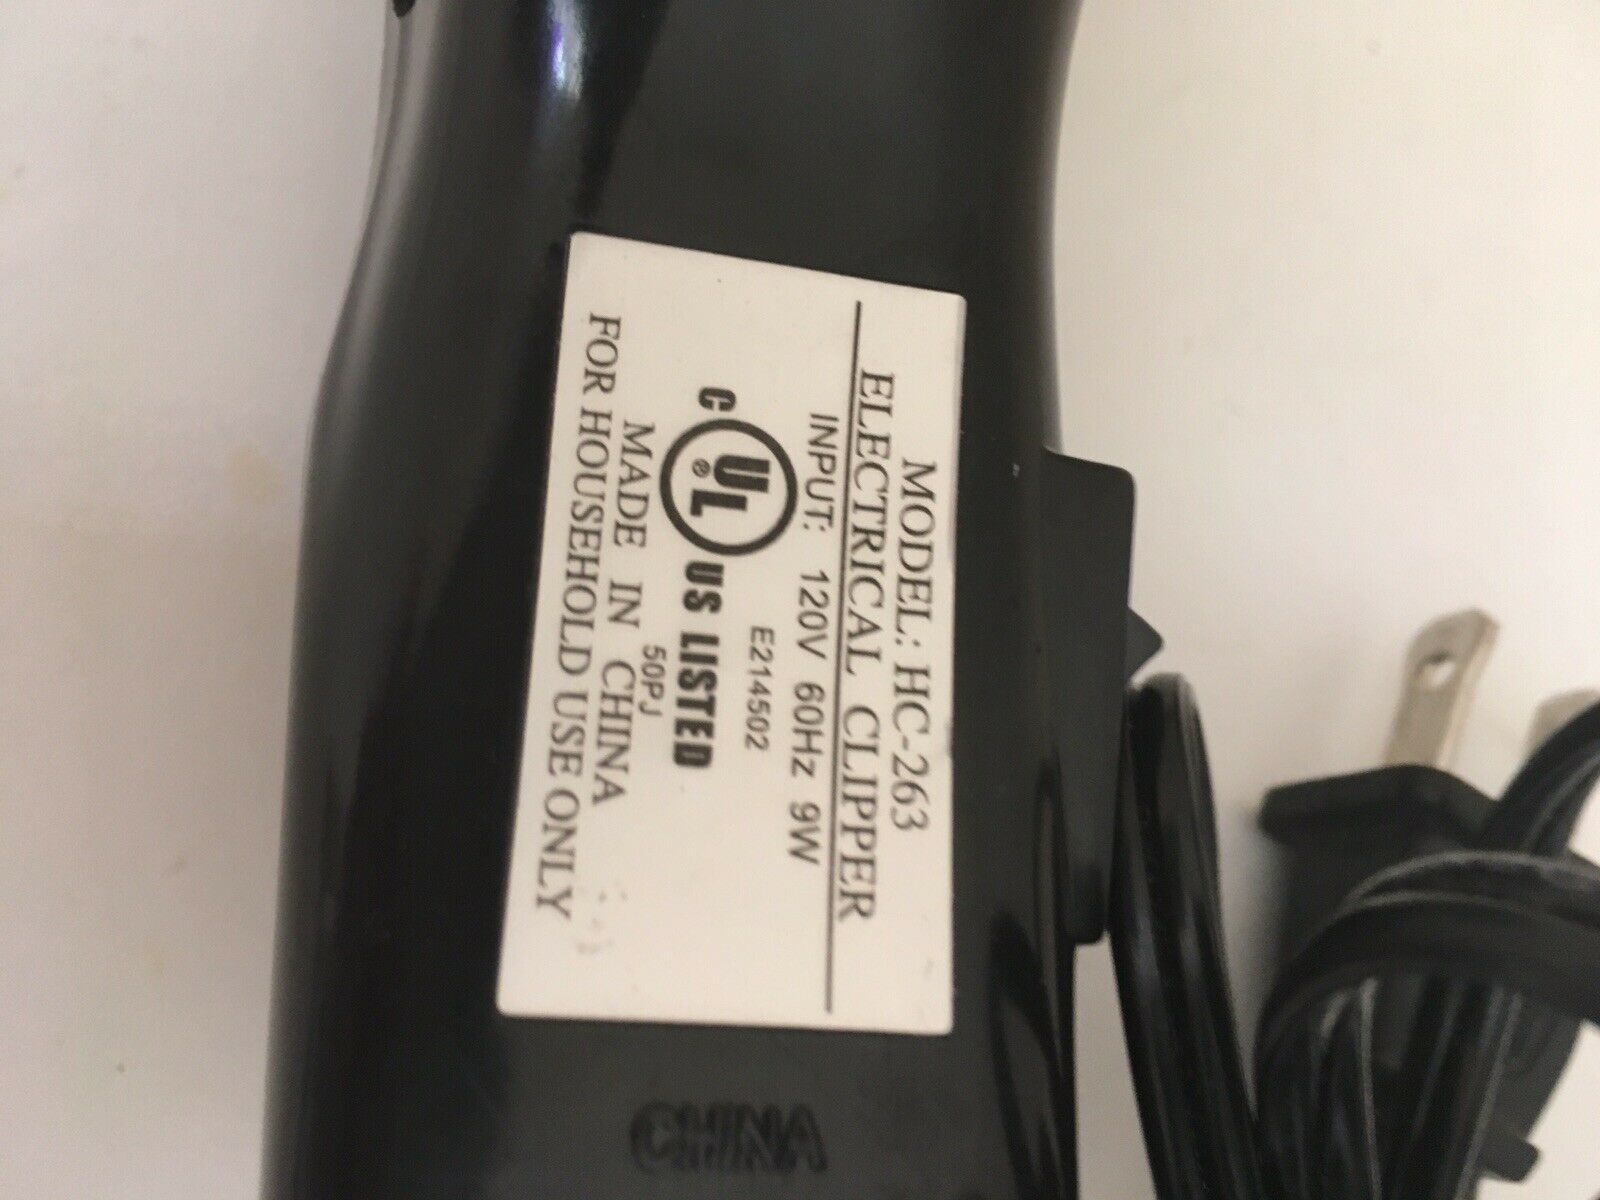 MODEL: HC-263
ELECTRICAL CLIPPER
INPUT: 120V 60Hz 9W
E214502
C UL® US LISTED
50PJ
MADE IN CHINA
FOR HOUSEHOLD USE ONLY
CHINA